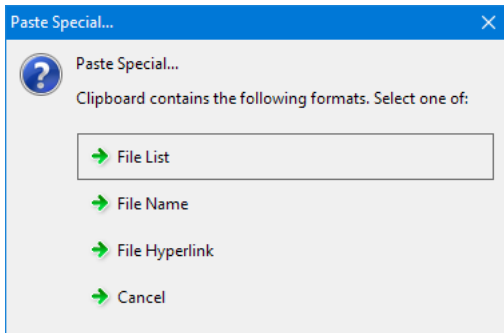 Paste Special...
Paste Special...
Clipboard contains the following formats. Select one of:
File List
File Name
File Hyperlink
Cancel